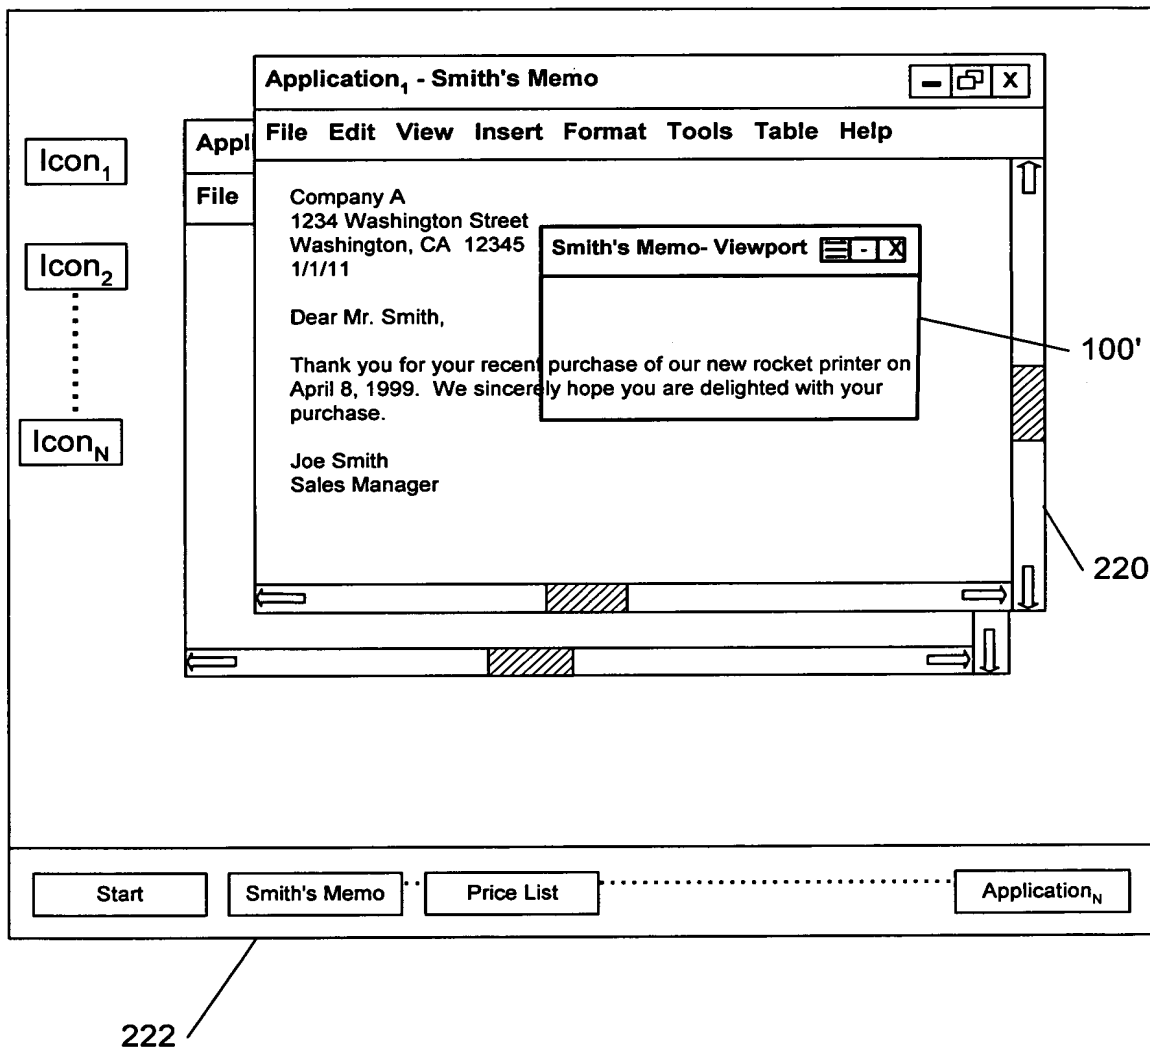 Application₁ - Smith's Memo
X
File Edit View Insert Format Tools Table Help
Appl
File
Icon₁
Icon₂
Icon_N
Company A
1234 Washington Street
Washington, CA 12345
1/1/11
Smith's Memo- Viewport - X
Dear Mr. Smith,
Thank you for your recent purchase of our new rocket printer on
April 8, 1999. We sincerely hope you are delighted with your
purchase.
Joe Smith
Sales Manager
100'
220
Start
Smith's Memo
Price List
Application_N
222